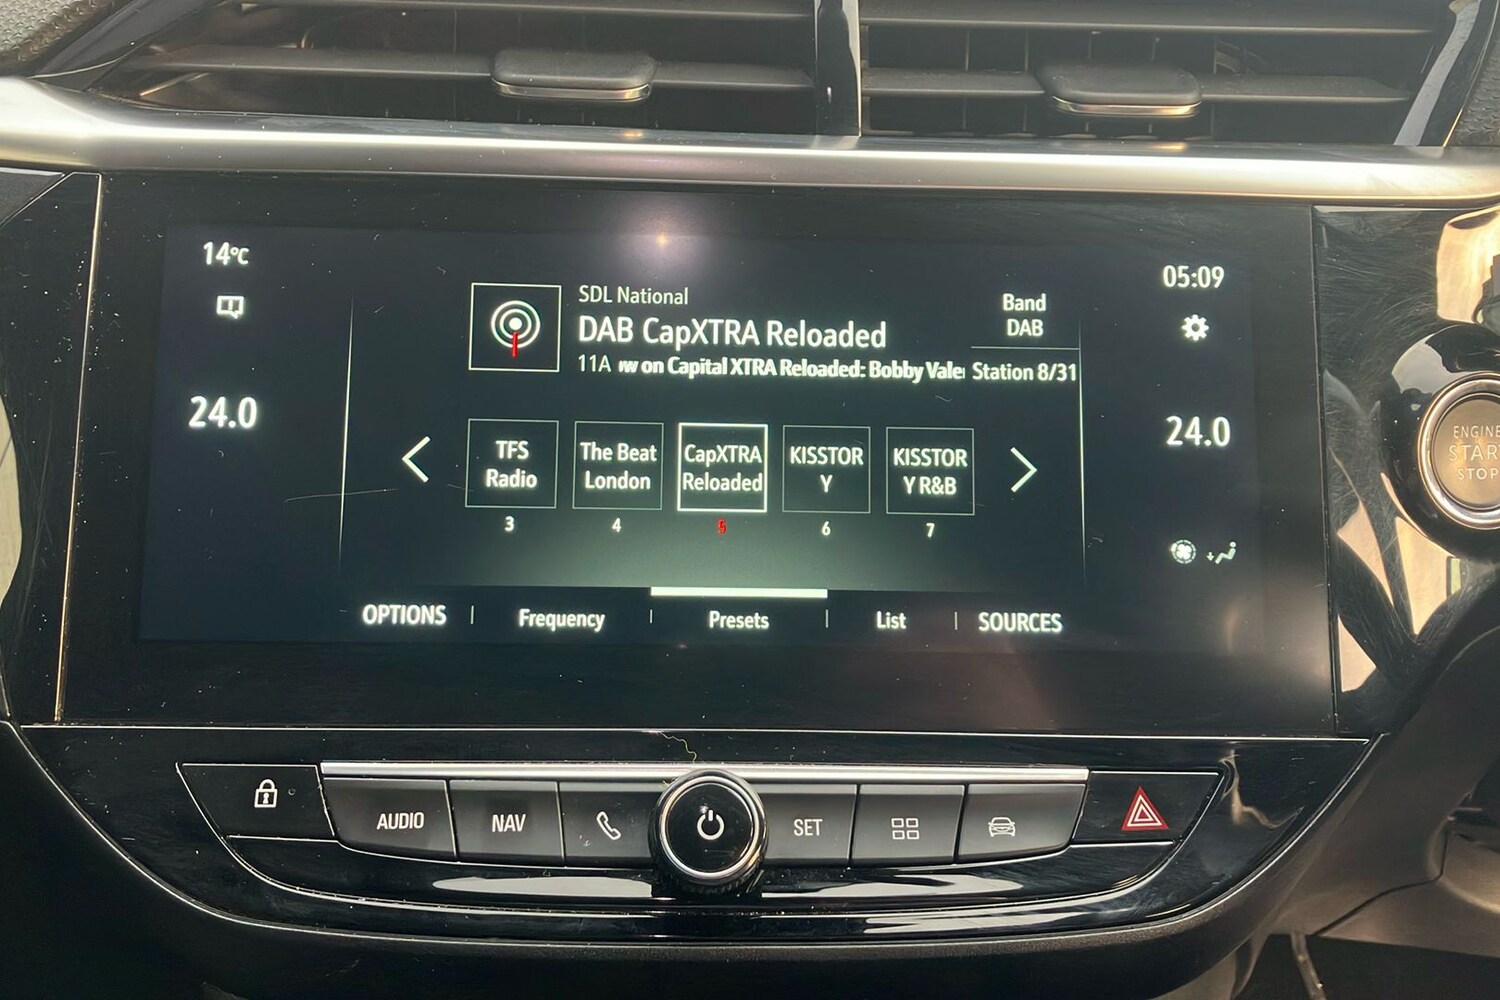 14°C
05:09
SDL National
DAB CapXTRA Reloaded
11A w on Capital XTRA Reloaded: Bobby Vale
Band
DAB
Station 8/31
24.0
24.0
TFS
Radio
The Beat
London
CapXTRA
Reloaded
KISSTOR
Y
KISSTOR
Y R&B
3
4
5
6
7
OPTIONS
Frequency
Presets
List
SOURCES
AUDIO
NAV
SET
ENGINE
START
STOP